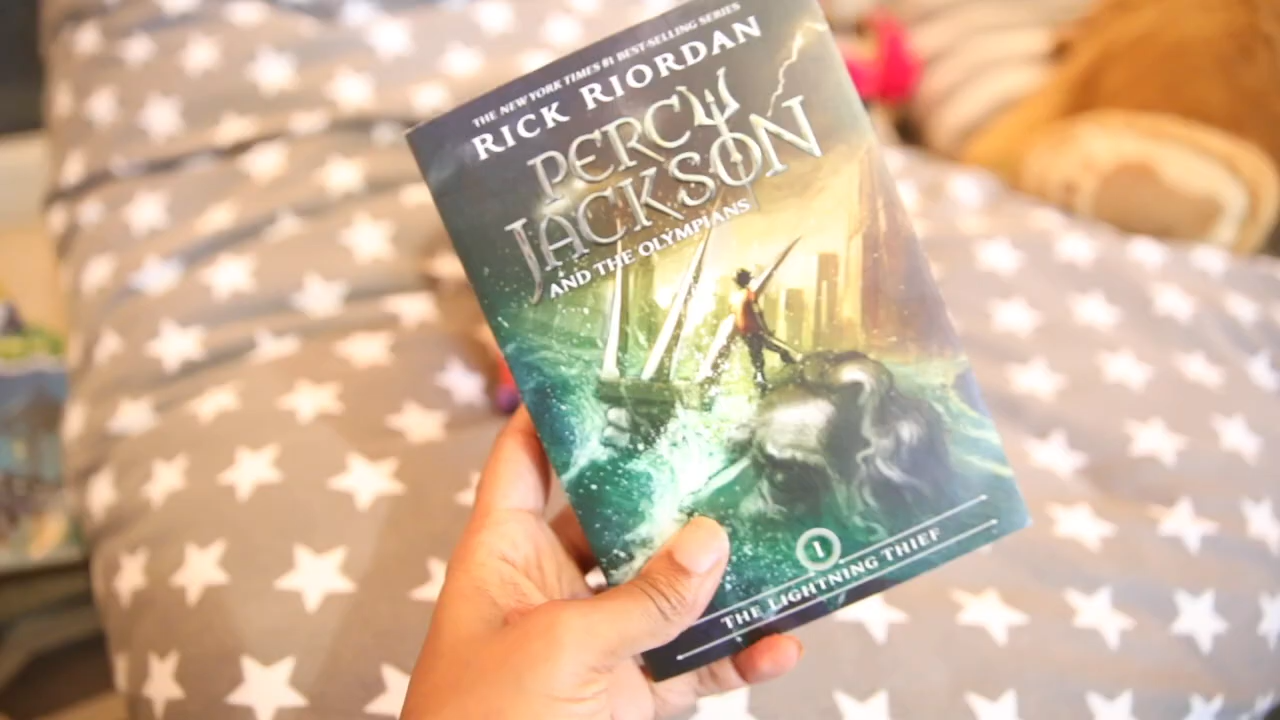 THE NEW YORK TIMES #1 BEST-SELLING SERIES
RICK RIORDAN
PERCY
JACKSON
AND THE OLYMPIANS
1
THE LIGHTNING THIEF